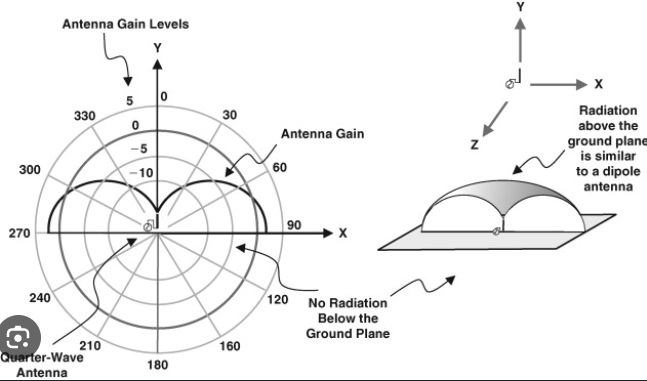 Antenna Gain Levels
Y
5
0
330
30
0
Antenna Gain
-5
300
60
-10
270
90
X
240
120
No Radiation
Below the
Ground Plane
210
160
180
Quarter-Wave
Antenna
Y
X
Z
Radiation
above the
ground plane
is similar
to a dipole
antenna